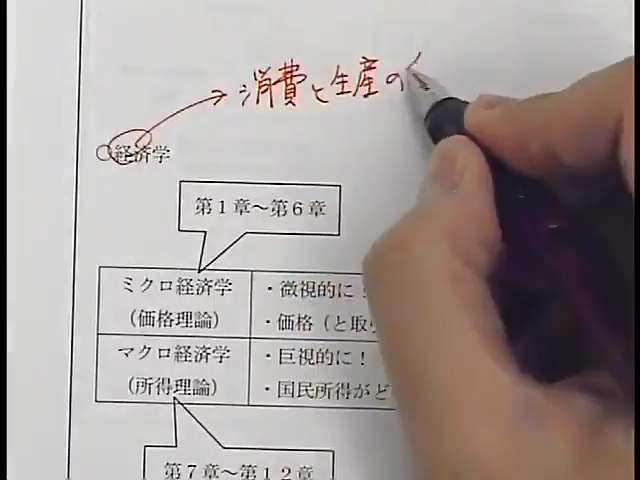 消費と生産の
○経済学
第1章～第6章
ミクロ経済学
・微視的に!
(価格理論)
・価格(と取
マクロ経済学
・巨視的に!
(所得理論)
・国民所得がど
第7章～第12章